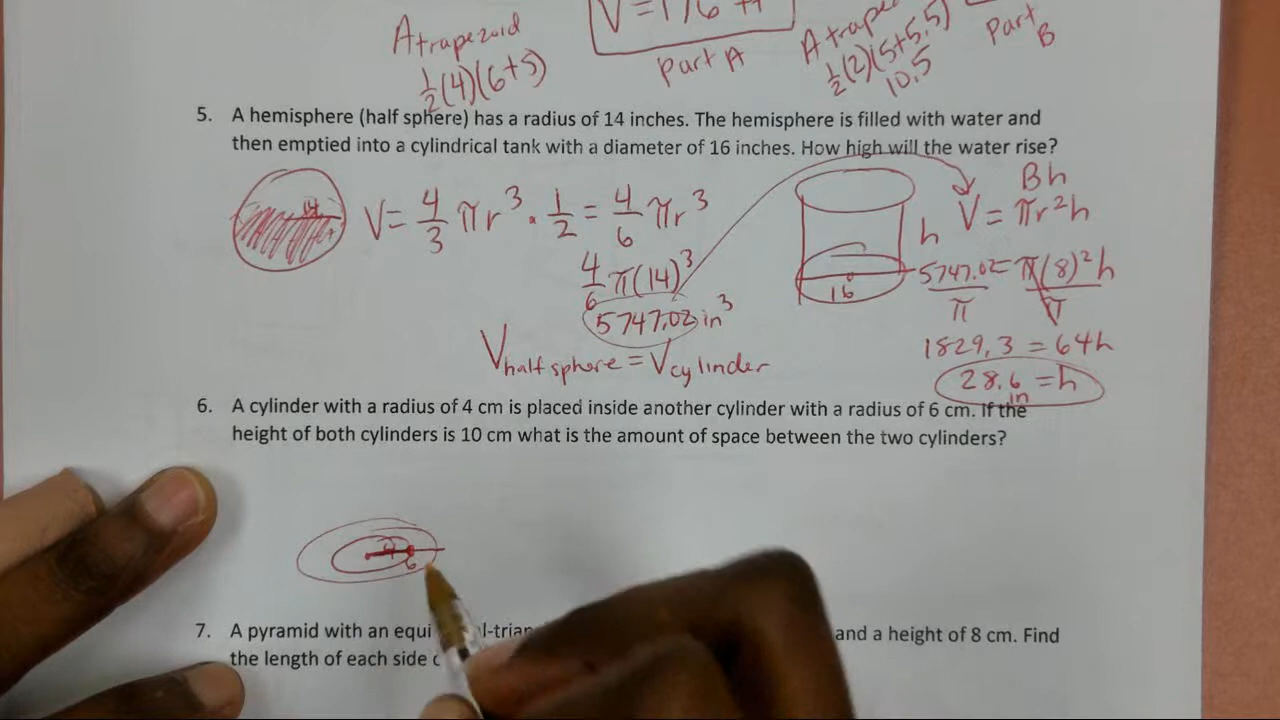 V=176 ft
Part A
A trapezoid
1/2(4)(6+5)
A trape
1/2(2)(5+5.5)
10.5
Part B
5. A hemisphere (half sphere) has a radius of 14 inches. The hemisphere is filled with water and
then emptied into a cylindrical tank with a diameter of 16 inches. How high will the water rise?
14
V= 4/3 πr³ · 1/2 = 4/6 πr³
4/6 π(14)³
5747.02 in³
V half sphere = V cylinder
16
h
Bh
V = πr²h
5747.02/π = π(8)²h/π
1829.3 = 64h
28.6 in = h
6. A cylinder with a radius of 4 cm is placed inside another cylinder with a radius of 6 cm. If the
height of both cylinders is 10 cm what is the amount of space between the two cylinders?
6
7. A pyramid with an and a height of 8 cm. Find
the length of each side